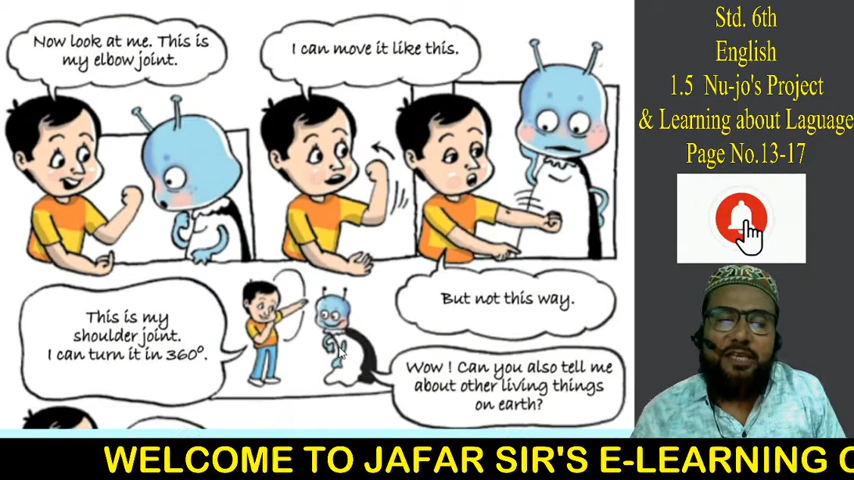 Now look at me. This is
my elbow joint.
I can move it like this.
But not this way.
This is my
shoulder joint.
I can turn it in 360°.
Wow ! Can you also tell me
about other living things
on earth?
Std. 6th
English
1.5 Nu-jo's Project
& Learning about Laguage
Page No.13-17
WELCOME TO JAFAR SIR'S E-LEARNING